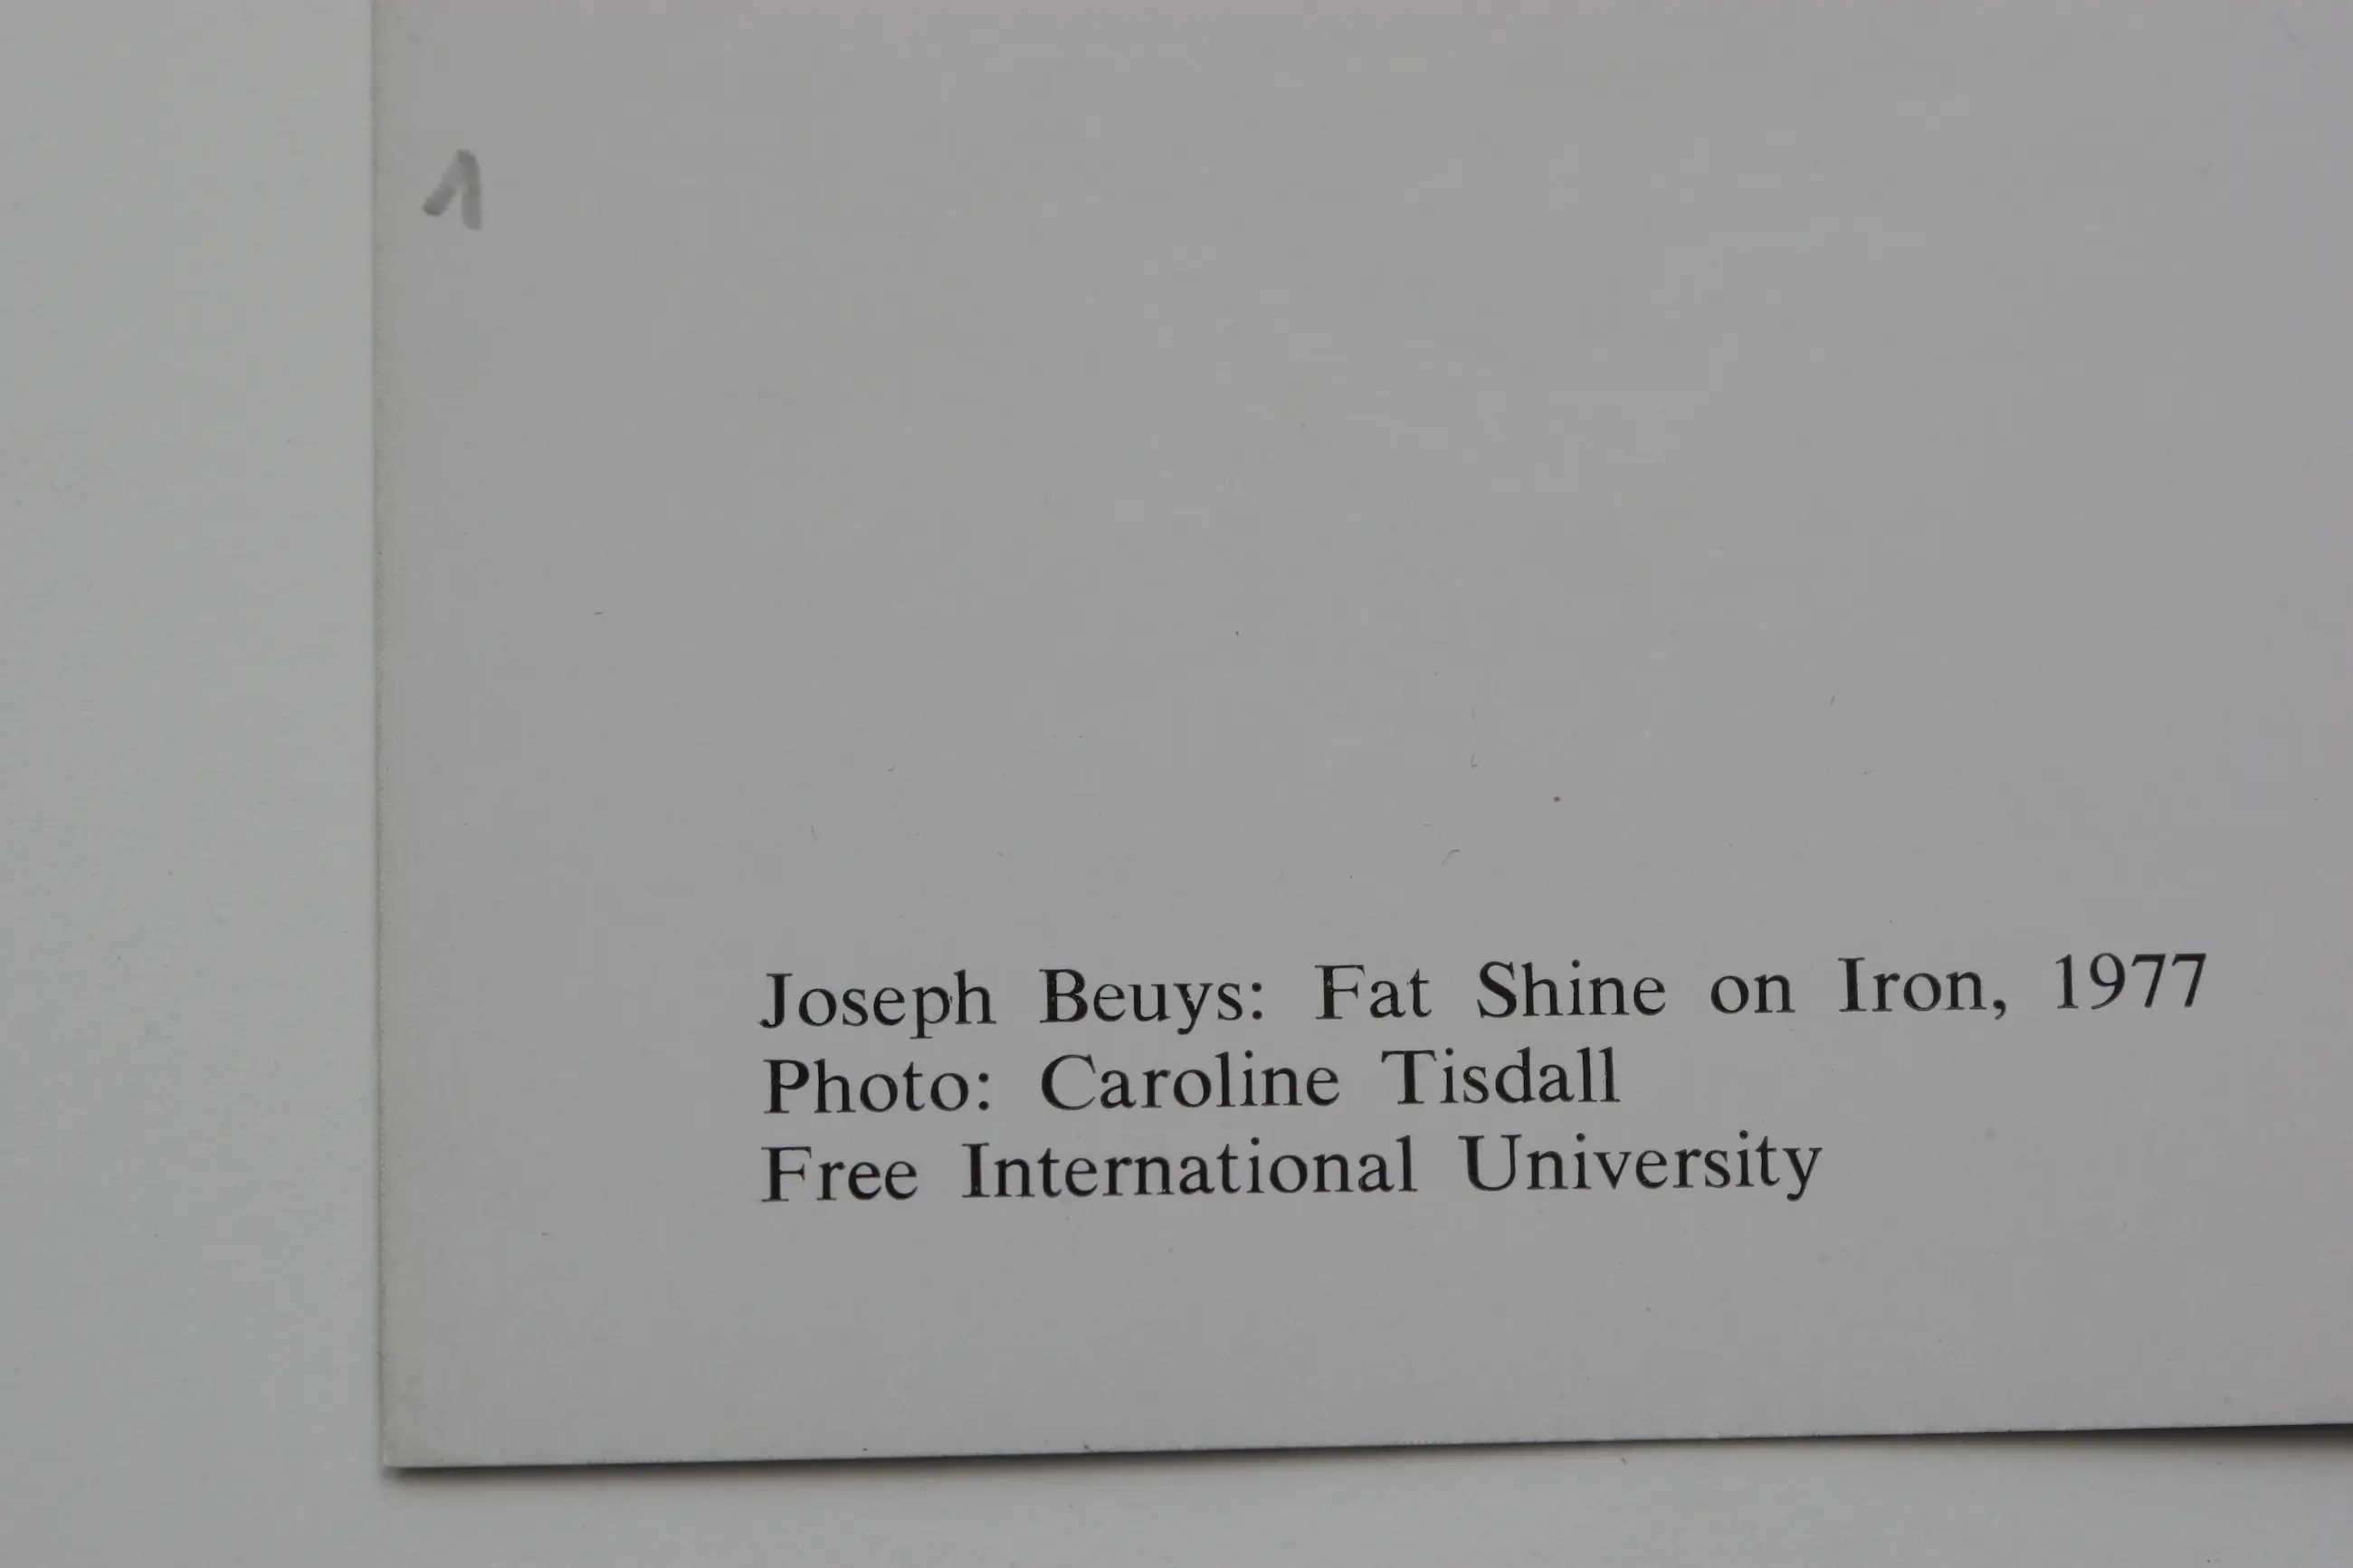 1
Joseph Beuys: Fat Shine on Iron, 1977
Photo: Caroline Tisdall
Free International University